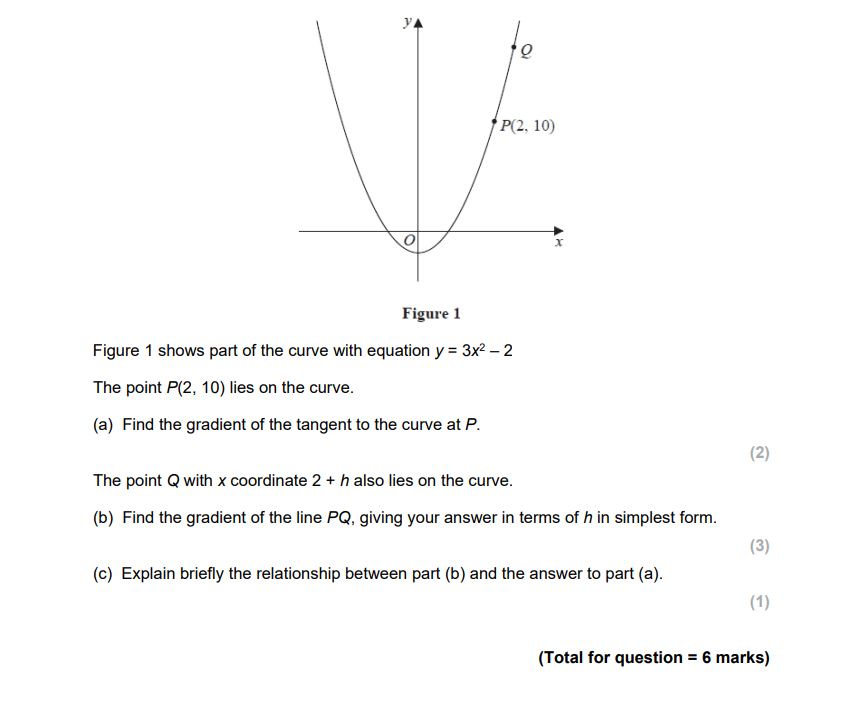 y
Q
P(2, 10)
O
x
Figure 1
Figure 1 shows part of the curve with equation y = 3x² – 2
The point P(2, 10) lies on the curve.
(a) Find the gradient of the tangent to the curve at P.
(2)
The point Q with x coordinate 2 + h also lies on the curve.
(b) Find the gradient of the line PQ, giving your answer in terms of h in simplest form.
(3)
(c) Explain briefly the relationship between part (b) and the answer to part (a).
(1)
(Total for question = 6 marks)